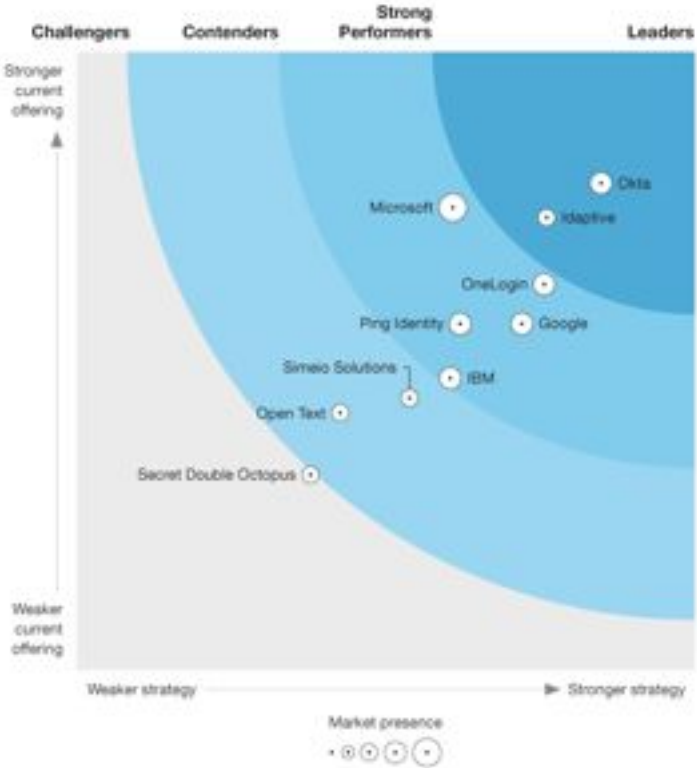 Strong
Challengers Contenders Performers Leaders
Stronger
current
offering
Okta
Microsoft
Idaptive
OneLogin
Ping Identity
Google
Simeio Solutions
IBM
Open Text
Secret Double Octopus
Weaker
current
offering
Weaker strategy
Stronger strategy
Market presence